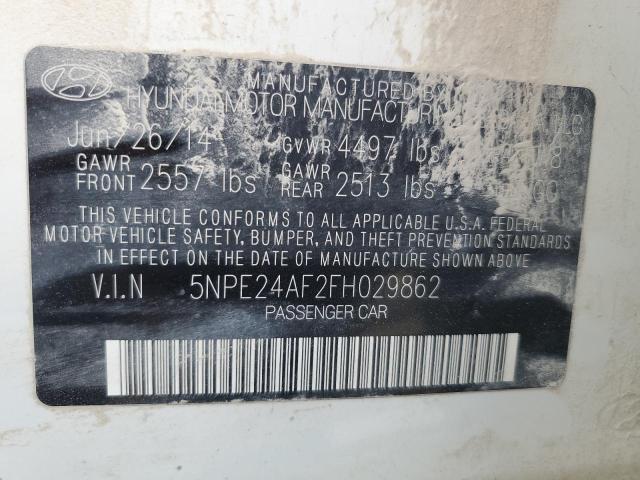 MANUFACTURED BY
HYUNDAI MOTOR MANUFACTURING
Jun/26/14 GVWR 4497 lbs
GAWR FRONT 2557 lbs GAWR REAR 2513 lbs
THIS VEHICLE CONFORMS TO ALL APPLICABLE U.S.A. FEDERAL
MOTOR VEHICLE SAFETY, BUMPER, AND THEFT PREVENTION STANDARDS
IN EFFECT ON THE DATE OF MANUFACTURE SHOWN ABOVE
V.I.N 5NPE24AF2FH029862
PASSENGER CAR